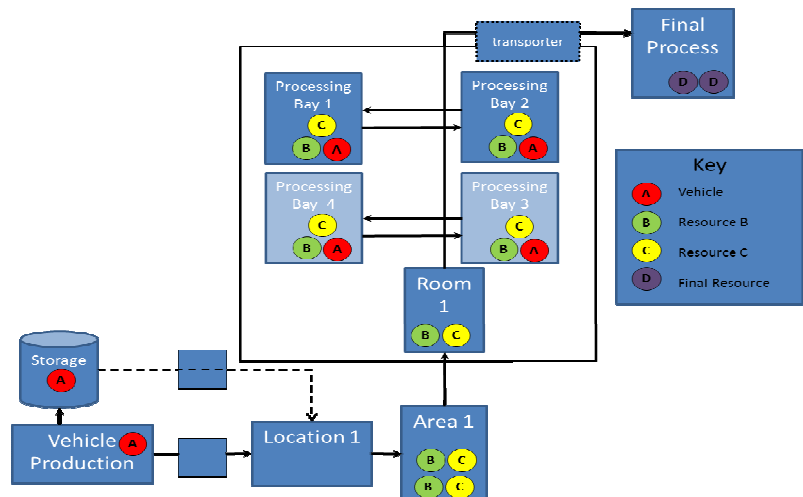 transporter
Final
Process
D D
Processing
Bay 1
C
B A
Processing
Bay 2
C
B A
Processing
Bay 4
C
B A
Processing
Bay 3
C
B A
Key
A Vehicle
B Resource B
C Resource C
D Final Resource
Room
1
B C
Storage
A
Vehicle A
Production
Location 1
Area 1
B C
B C